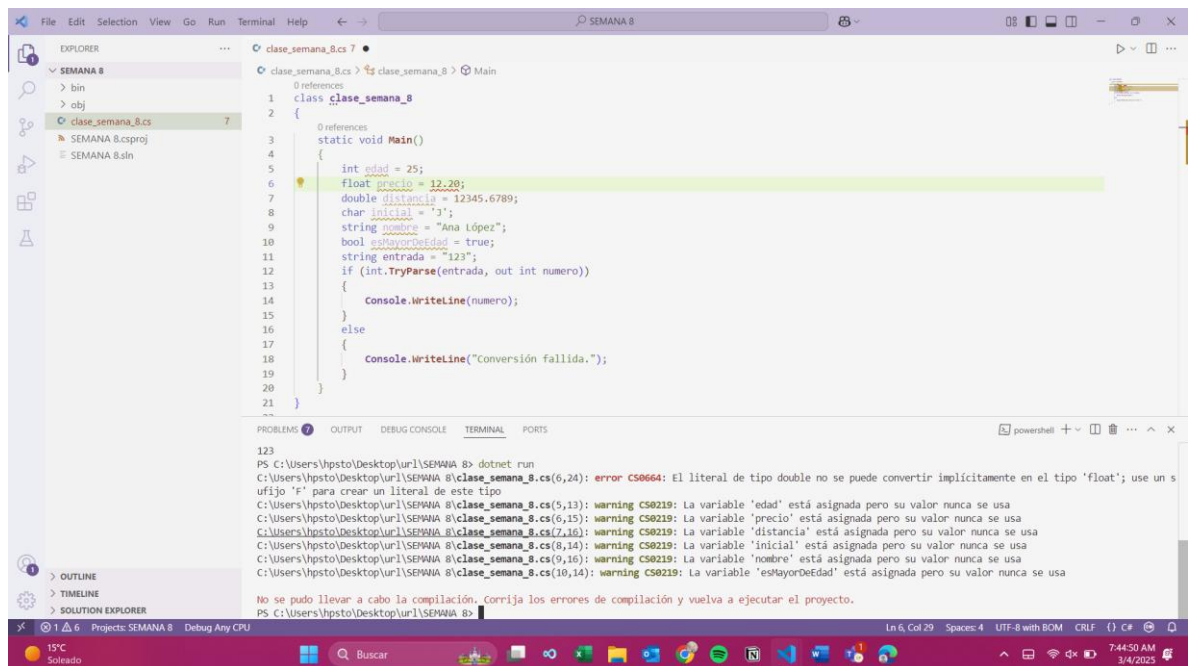 File Edit Selection View Go Run Terminal Help
SEMANA 8
EXPLORER
SEMANA 8
bin
obj
clase_semana_8.cs 7
SEMANA 8.csproj
SEMANA 8.sln
OUTLINE
TIMELINE
SOLUTION EXPLORER
clase_semana_8.cs 7
clase_semana_8.cs > clase_semana_8 > Main
0 references
1 class clase_semana_8
2 {
0 references
3 static void Main()
4 {
5 int edad = 25;
6 float precio = 12.20;
7 double distancia = 12345.6789;
8 char inicial = 'J';
9 string nombre = "Ana López";
10 bool esMayorDeEdad = true;
11 string entrada = "123";
12 if (int.TryParse(entrada, out int numero))
13 {
14 Console.WriteLine(numero);
15 }
16 else
17 {
18 Console.WriteLine("Conversión fallida.");
19 }
20 }
21 }
PROBLEMS 7 OUTPUT DEBUG CONSOLE TERMINAL PORTS
powershell
123
PS C:\Users\hpsto\Desktop\url\SEMANA 8> dotnet run
C:\Users\hpsto\Desktop\url\SEMANA 8\clase_semana_8.cs(6,24): error CS0664: El literal de tipo double no se puede convertir implícitamente en el tipo 'float'; use un s
ufijo 'F' para crear un literal de este tipo
C:\Users\hpsto\Desktop\url\SEMANA 8\clase_semana_8.cs(5,13): warning CS0219: La variable 'edad' está asignada pero su valor nunca se usa
C:\Users\hpsto\Desktop\url\SEMANA 8\clase_semana_8.cs(6,15): warning CS0219: La variable 'precio' está asignada pero su valor nunca se usa
C:\Users\hpsto\Desktop\url\SEMANA 8\clase_semana_8.cs(7,16): warning CS0219: La variable 'distancia' está asignada pero su valor nunca se usa
C:\Users\hpsto\Desktop\url\SEMANA 8\clase_semana_8.cs(8,14): warning CS0219: La variable 'inicial' está asignada pero su valor nunca se usa
C:\Users\hpsto\Desktop\url\SEMANA 8\clase_semana_8.cs(9,16): warning CS0219: La variable 'nombre' está asignada pero su valor nunca se usa
C:\Users\hpsto\Desktop\url\SEMANA 8\clase_semana_8.cs(10,14): warning CS0219: La variable 'esMayorDeEdad' está asignada pero su valor nunca se usa
No se pudo llevar a cabo la compilación. Corrija los errores de compilación y vuelva a ejecutar el proyecto.
PS C:\Users\hpsto\Desktop\url\SEMANA 8>
1 6 Projects: SEMANA 8 Debug Any CPU
Ln 6, Col 29 Spaces: 4 UTF-8 with BOM CRLF {} C#
15°C
Soleado
Buscar
7:44:50 AM
3/4/2025